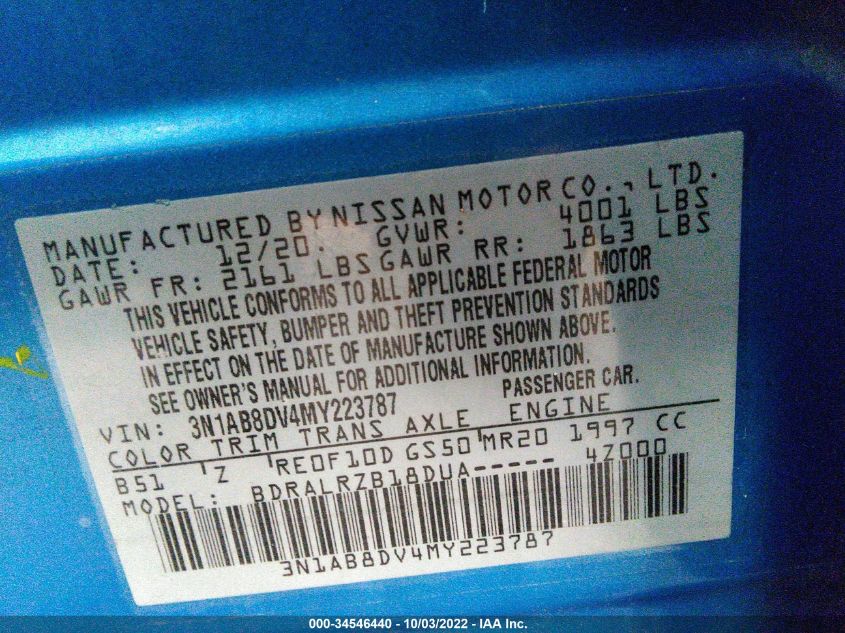 MANUFACTURED BY NISSAN MOTOR CO., LTD.
DATE: 12/20 GVWR: 4001 LBS
GAWR FR: 2161 LBS GAWR RR: 1863 LBS
THIS VEHICLE CONFORMS TO ALL APPLICABLE FEDERAL MOTOR
VEHICLE SAFETY, BUMPER AND THEFT PREVENTION STANDARDS
IN EFFECT ON THE DATE OF MANUFACTURE SHOWN ABOVE.
SEE OWNER'S MANUAL FOR ADDITIONAL INFORMATION.
VIN: 3N1AB8DV4MY223787 PASSENGER CAR.
COLOR TRIM TRANS AXLE ENGINE
B51 Z RE0F10D GS50 MR20 1997 CC
MODEL: BDRALRZB18DUA----- 4Z000
3N1AB8DV4MY223787
000-34546440 - 10/03/2022 - IAA Inc.